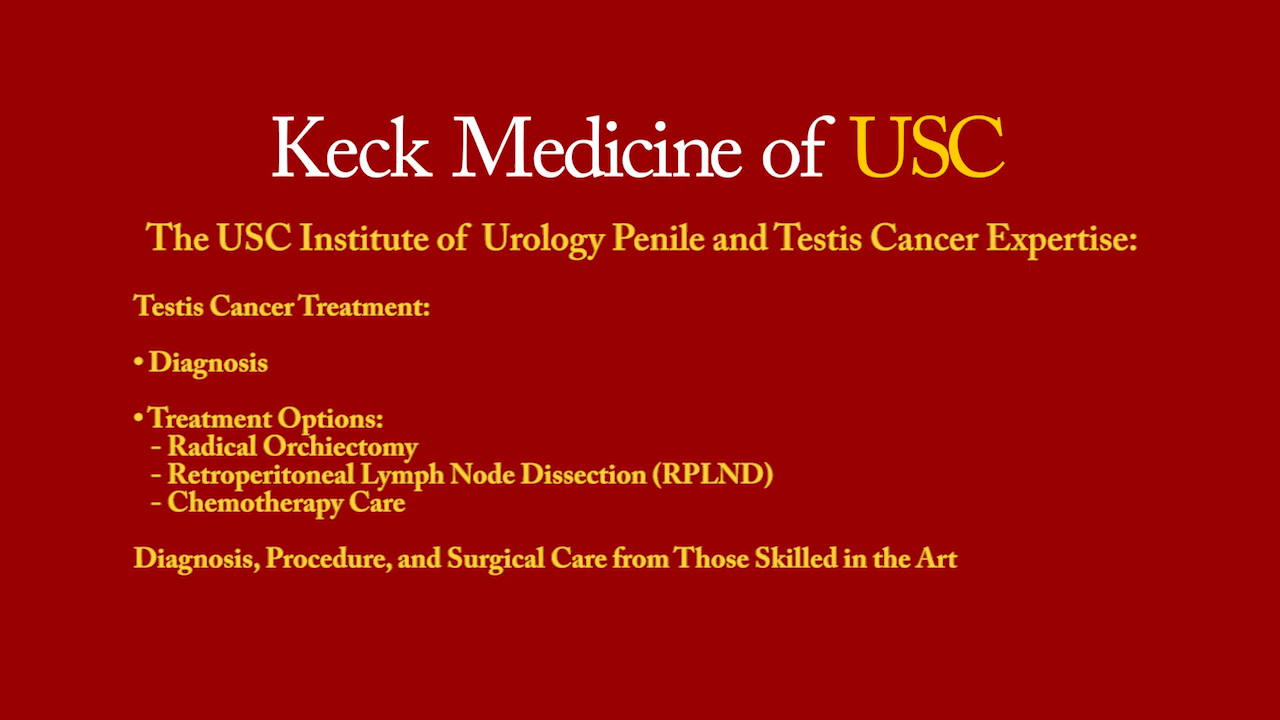 Keck Medicine of USC
The USC Institute of Urology Penile and Testis Cancer Expertise:
Testis Cancer Treatment:
• Diagnosis
• Treatment Options:
- Radical Orchiectomy
- Retroperitoneal Lymph Node Dissection (RPLND)
- Chemotherapy Care
Diagnosis, Procedure, and Surgical Care from Those Skilled in the Art